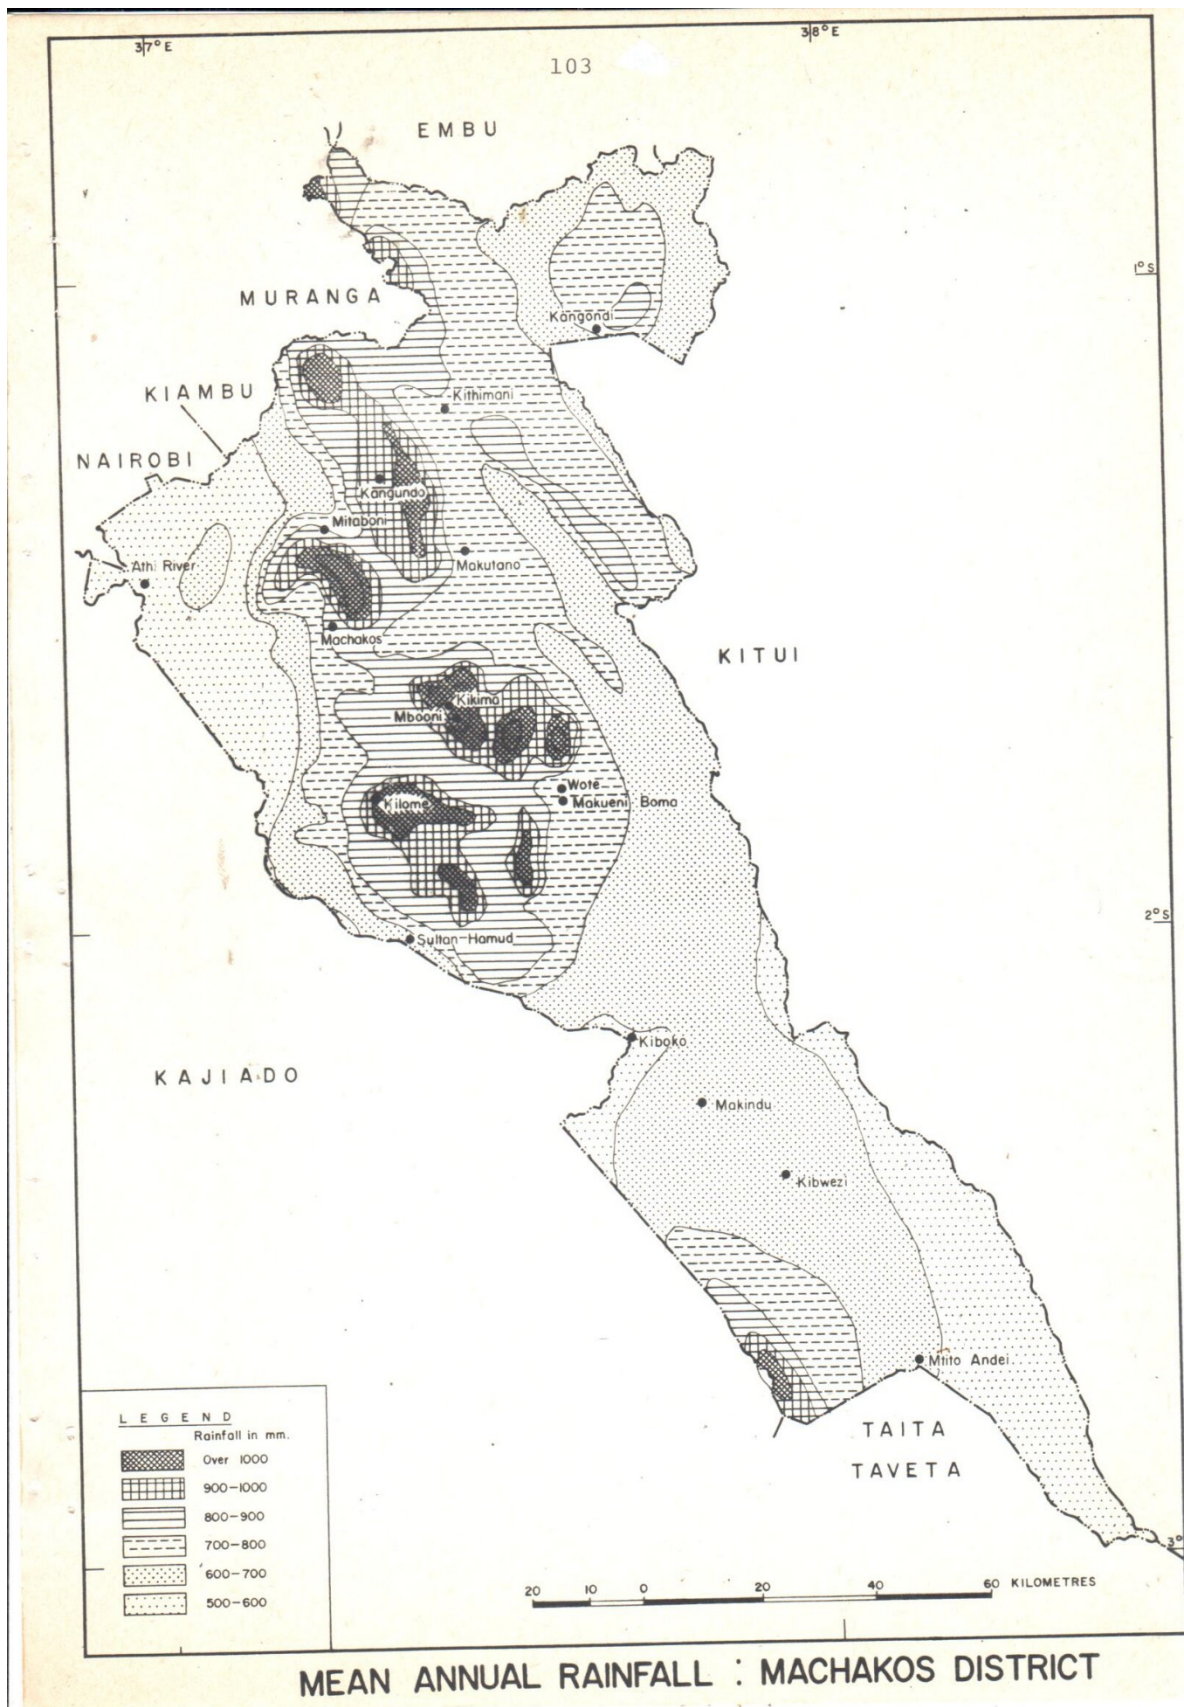 37°E
38°E
103
EMBU
1°S
MURANGA
Kangondi
KIAMBU
Kithimani
NAIROBI
Kangundo
Mitaboni
Ath River
Makutano
Machakos
KITUI
Kikima
Mbooni
Wote
Kilome
Makueni Boma
2°S
Sultan-Hamud
Kiboko
KAJIADO
Makindu
Kibwezi
Mtito Andei
TAITA
TAVETA
LEGEND
Rainfall in mm.
Over 1000
900-1000
800-900
700-800
600-700
500-600
3°
20 10 0 20 40 60 KILOMETRES
MEAN ANNUAL RAINFALL : MACHAKOS DISTRICT